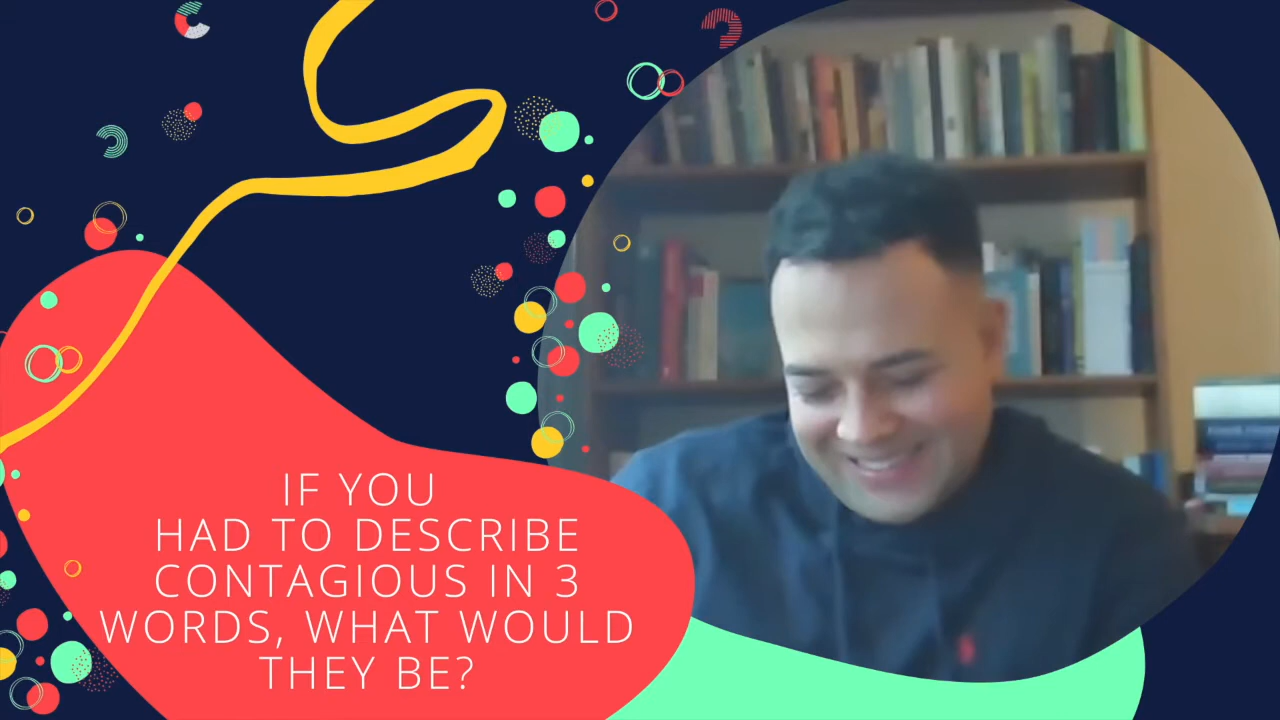 IF YOU
HAD TO DESCRIBE
CONTAGIOUS IN 3
WORDS, WHAT WOULD
THEY BE?